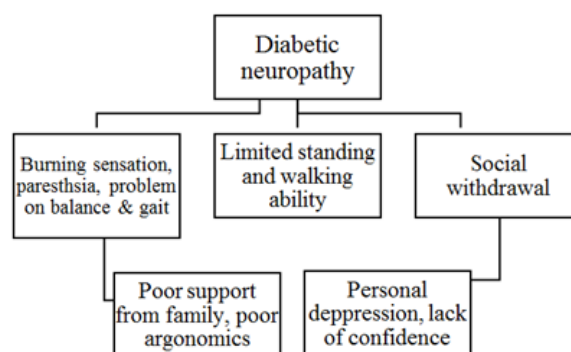 Diabetic
neuropathy
Burning sensation,
paresthsia, problem
on balance & gait
Limited standing
and walking
ability
Social
withdrawal
Poor support
from family, poor
argonomics
Personal
deppression, lack
of confidence